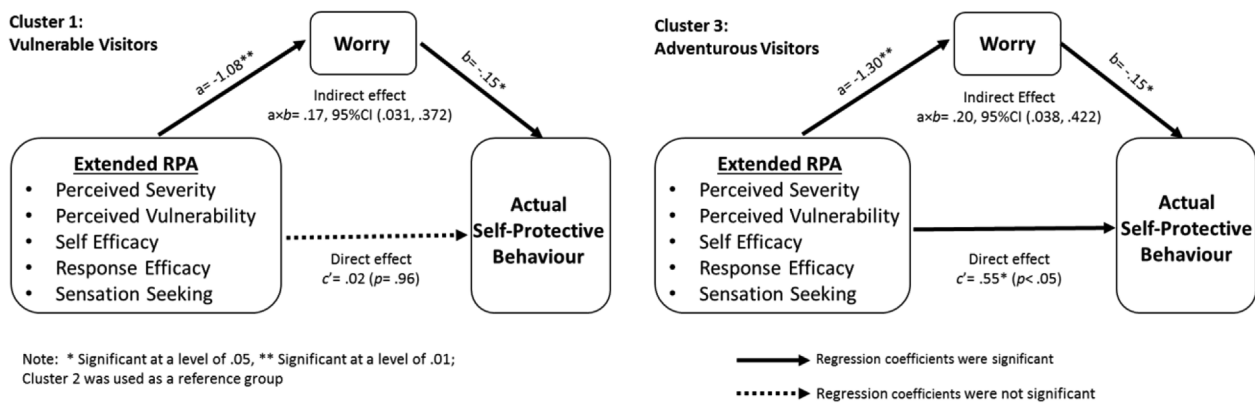 Cluster 1:
Vulnerable Visitors
Worry
a= -1.08**
b= -.15*
Indirect effect
a×b= .17, 95%CI (.031, .372)
Extended RPA
• Perceived Severity
• Perceived Vulnerability
• Self Efficacy
• Response Efficacy
• Sensation Seeking
Actual
Self-Protective
Behaviour
Direct effect
c'= .02 (p= .96)
Cluster 3:
Adventurous Visitors
Worry
a= -1.30**
b= -.15*
Indirect Effect
a×b= .20, 95%CI (.038, .422)
Extended RPA
• Perceived Severity
• Perceived Vulnerability
• Self Efficacy
• Response Efficacy
• Sensation Seeking
Actual
Self-Protective
Behaviour
Direct effect
c'= .55* (p< .05)
Note: * Significant at a level of .05, ** Significant at a level of .01;
Cluster 2 was used as a reference group
Regression coefficients were significant
Regression coefficients were not significant